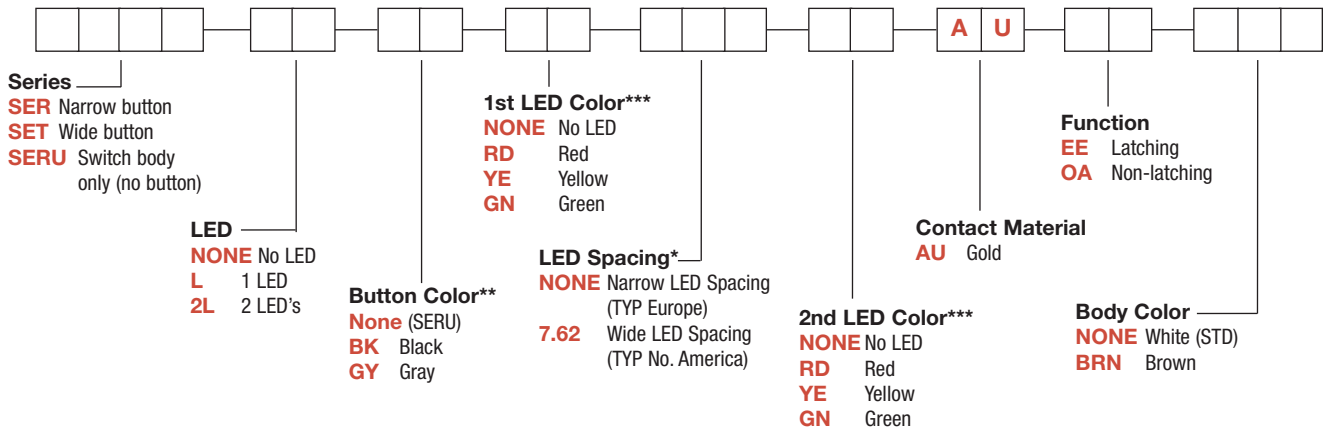 A U
Series
SER Narrow button
SET Wide button
SERU Switch body
only (no button)
LED
NONE No LED
L 1 LED
2L 2 LED's
Button Color**
None (SERU)
BK Black
GY Gray
1st LED Color***
NONE No LED
RD Red
YE Yellow
GN Green
LED Spacing*
NONE Narrow LED Spacing
(TYP Europe)
7.62 Wide LED Spacing
(TYP No. America)
2nd LED Color***
NONE No LED
RD Red
YE Yellow
GN Green
Contact Material
AU Gold
Function
EE Latching
OA Non-latching
Body Color
NONE White (STD)
BRN Brown